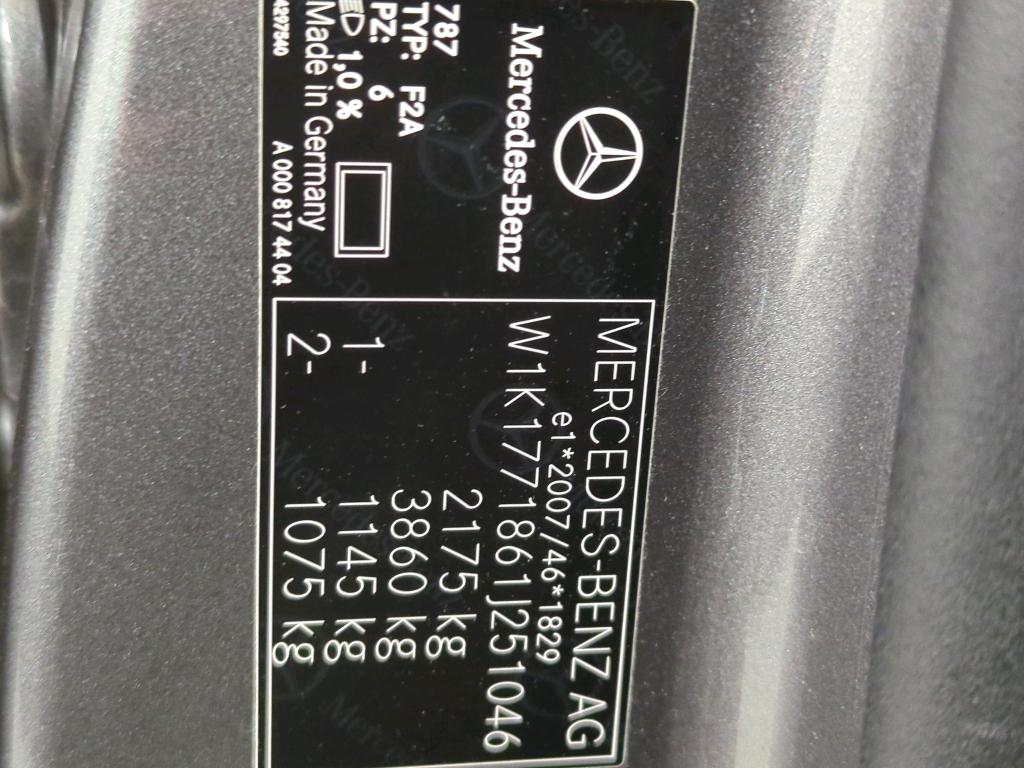 Mercedes-Benz
787
TYP: F2A
PZ: 6
1,0 %
Made in Germany
4297540
A 000 817 44 04
MERCEDES-BENZ AG
e1*2007/46*1829
W1K1771861J251046
2175 kg
3860 kg
1- 1145 kg
2- 1075 kg